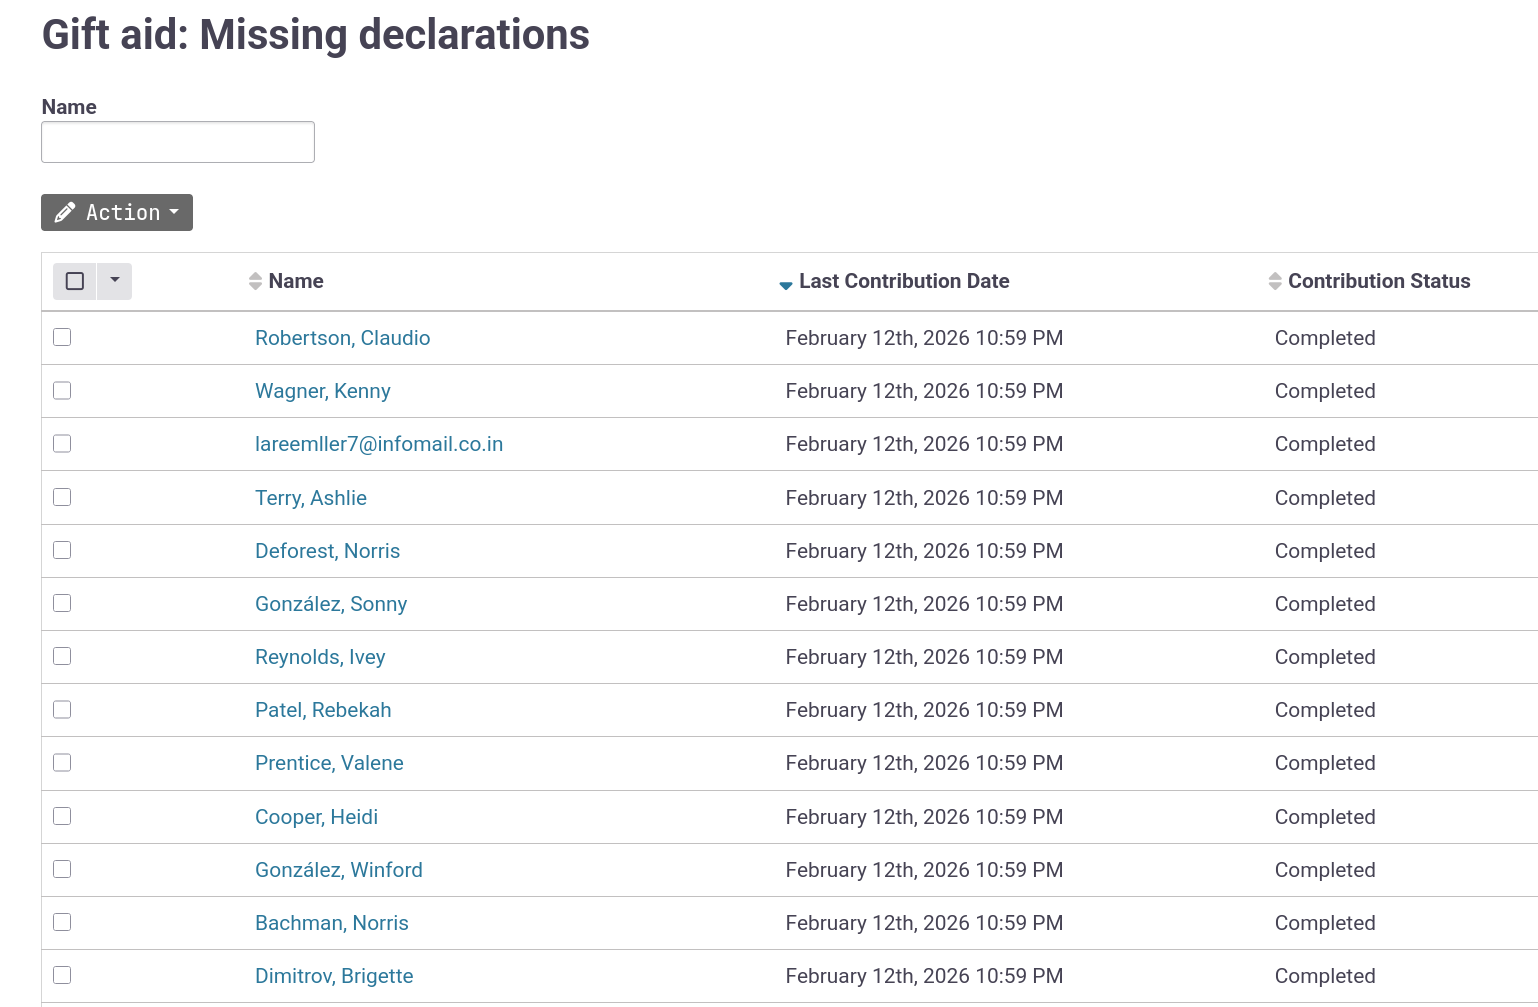 Gift aid: Missing declarations
Name
Action
Name Last Contribution Date Contribution Status
Robertson, Claudio February 12th, 2026 10:59 PM Completed
Wagner, Kenny February 12th, 2026 10:59 PM Completed
lareemller7@infomail.co.in February 12th, 2026 10:59 PM Completed
Terry, Ashlie February 12th, 2026 10:59 PM Completed
Deforest, Norris February 12th, 2026 10:59 PM Completed
González, Sonny February 12th, 2026 10:59 PM Completed
Reynolds, Ivey February 12th, 2026 10:59 PM Completed
Patel, Rebekah February 12th, 2026 10:59 PM Completed
Prentice, Valene February 12th, 2026 10:59 PM Completed
Cooper, Heidi February 12th, 2026 10:59 PM Completed
González, Winford February 12th, 2026 10:59 PM Completed
Bachman, Norris February 12th, 2026 10:59 PM Completed
Dimitrov, Brigette February 12th, 2026 10:59 PM Completed